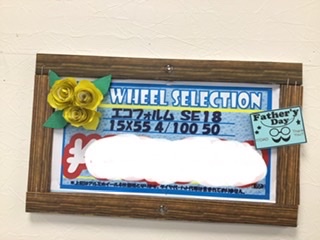 WHEEL SELECTION
エコフォルム SE18
15X55 4/100 50
Father's
Day